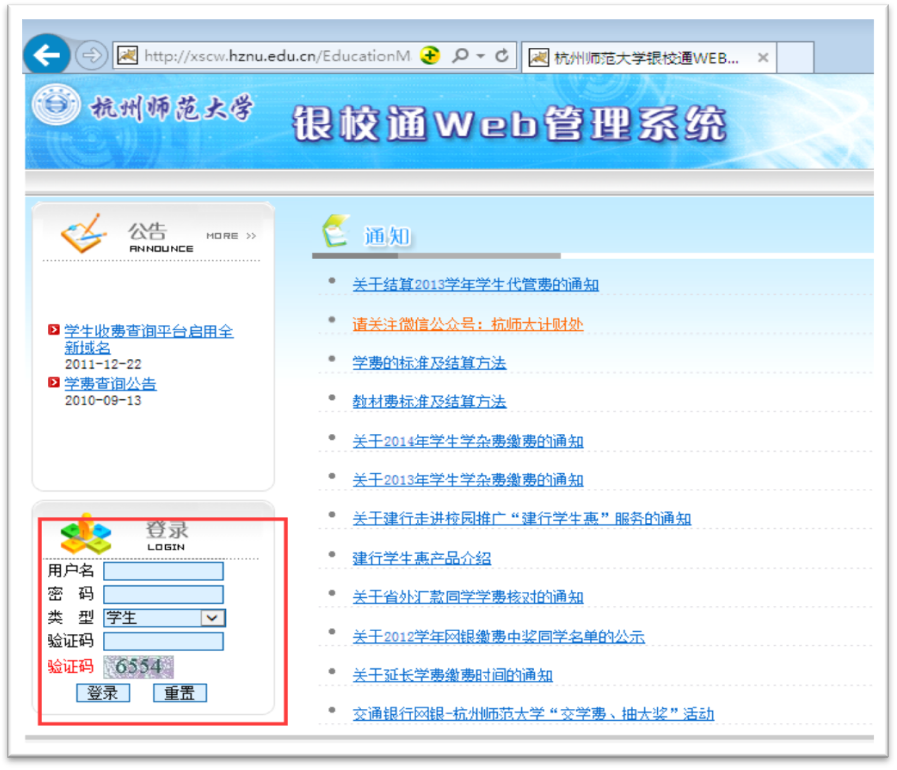 http://xscw.hznu.edu.cn/EducationM
杭州师范大学银校通WEB...
杭州师范大学
银校通Web管理系统
公告
ANNOUNCE
MORE >>
学生收费查询平台启用全
新域名
2011-12-22
学费查询公告
2010-09-13
通知
关于结算2013学年学生代管费的通知
请关注微信公众号：杭师大计财处
学费的标准及结算方法
教材费标准及结算方法
关于2014年学生学杂费缴费的通知
关于2013年学生学杂费缴费的通知
关于建行走进校园推广“建行学生惠”服务的通知
建行学生惠产品介绍
关于省外汇款同学学费核对的通知
关于2012学年网银缴费中奖同学名单的公示
关于延长学费缴费时间的通知
交通银行网银-杭州师范大学“交学费、抽大奖”活动
登录
LOGIN
用户名
密 码
类 型 学生
验证码
验证码 6554
登录 重置